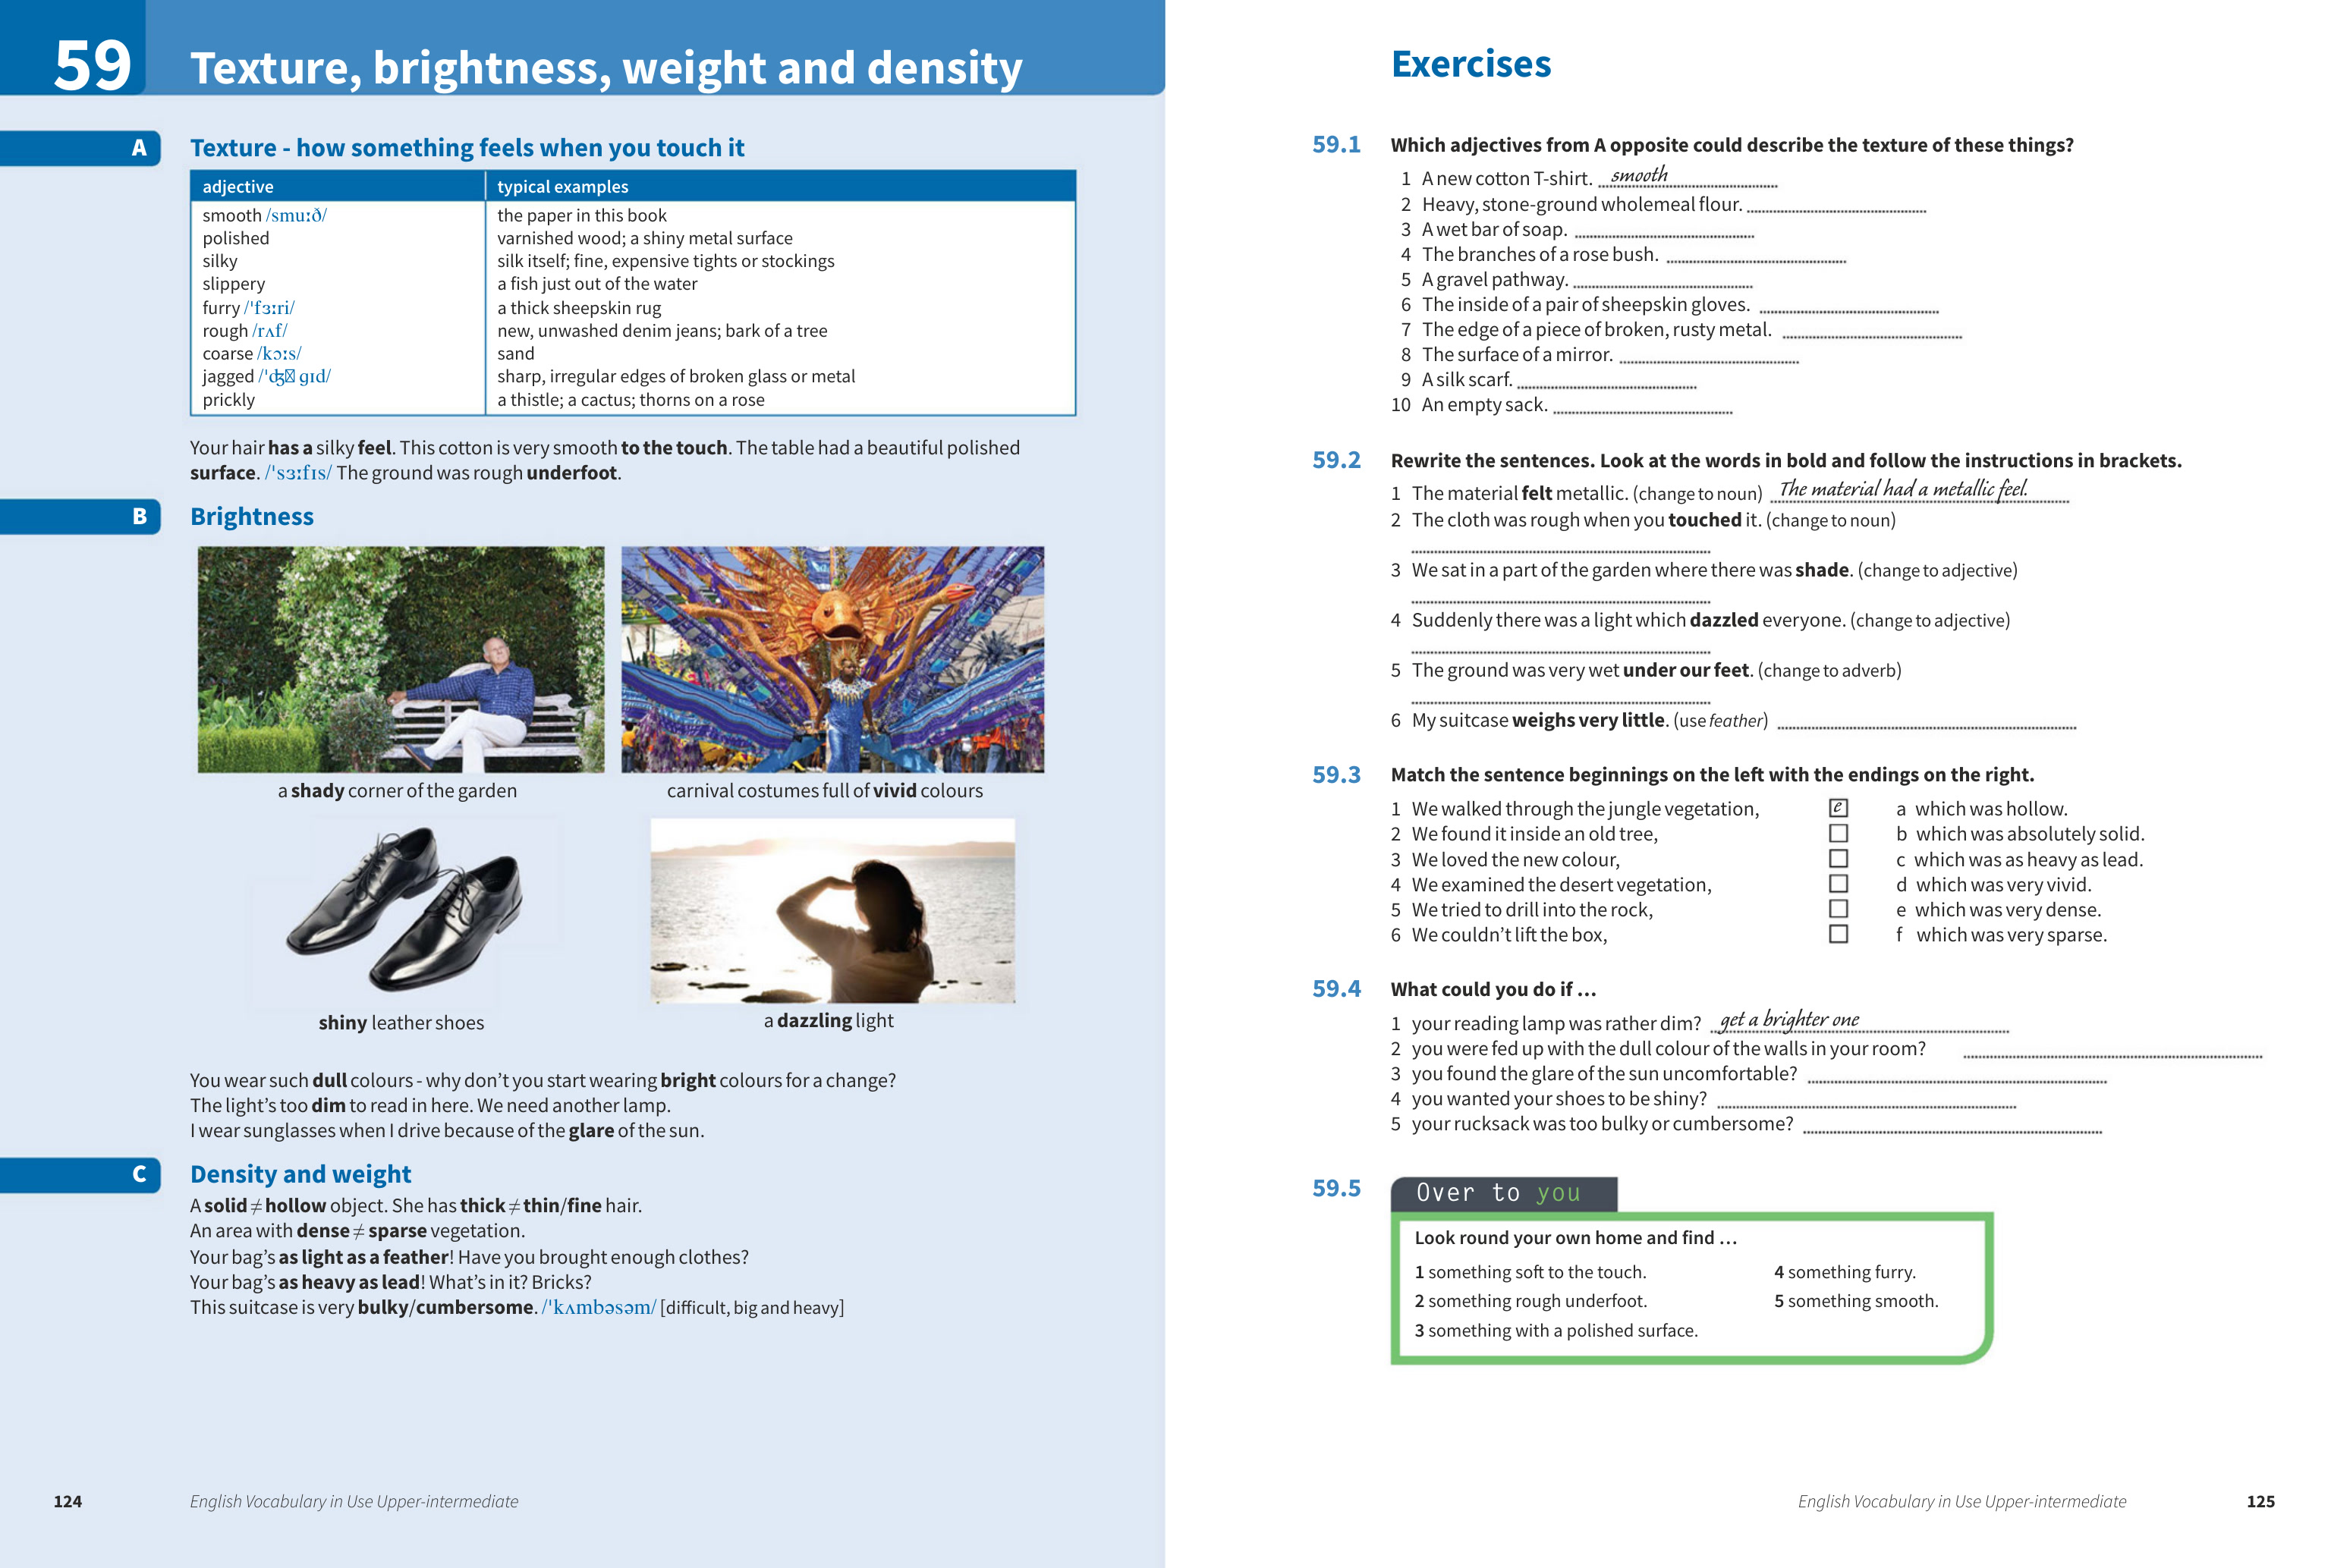 59
Texture, brightness, weight and density
A
Texture - how something feels when you touch it
adjective typical examples
smooth /smuːð/ the paper in this book
polished varnished wood; a shiny metal surface
silky silk itself; fine, expensive tights or stockings
slippery a fish just out of the water
furry /ˈfɜːri/ a thick sheepskin rug
rough /rʌf/ new, unwashed denim jeans; bark of a tree
coarse /kɔːs/ sand
jagged /ˈʤ gɪd/ sharp, irregular edges of broken glass or metal
prickly a thistle; a cactus; thorns on a rose
Your hair has a silky feel. This cotton is very smooth to the touch. The table had a beautiful polished
surface. /ˈsɜːfɪs/ The ground was rough underfoot.
B
Brightness
a shady corner of the garden
carnival costumes full of vivid colours
shiny leather shoes
a dazzling light
You wear such dull colours - why don't you start wearing bright colours for a change?
The light's too dim to read in here. We need another lamp.
I wear sunglasses when I drive because of the glare of the sun.
C
Density and weight
A solid ≠ hollow object. She has thick ≠ thin/fine hair.
An area with dense ≠ sparse vegetation.
Your bag's as light as a feather! Have you brought enough clothes?
Your bag's as heavy as lead! What's in it? Bricks?
This suitcase is very bulky/cumbersome. /ˈkʌmbəsəm/ [difficult, big and heavy]
124
English Vocabulary in Use Upper-intermediate
Exercises
59.1 Which adjectives from A opposite could describe the texture of these things?
1 A new cotton T-shirt. smooth
2 Heavy, stone-ground wholemeal flour.
3 A wet bar of soap.
4 The branches of a rose bush.
5 A gravel pathway.
6 The inside of a pair of sheepskin gloves.
7 The edge of a piece of broken, rusty metal.
8 The surface of a mirror.
9 A silk scarf.
10 An empty sack.
59.2 Rewrite the sentences. Look at the words in bold and follow the instructions in brackets.
1 The material felt metallic. (change to noun) The material had a metallic feel.
2 The cloth was rough when you touched it. (change to noun)
3 We sat in a part of the garden where there was shade. (change to adjective)
4 Suddenly there was a light which dazzled everyone. (change to adjective)
5 The ground was very wet under our feet. (change to adverb)
6 My suitcase weighs very little. (use feather)
59.3 Match the sentence beginnings on the left with the endings on the right.
1 We walked through the jungle vegetation, e a which was hollow.
2 We found it inside an old tree, b which was absolutely solid.
3 We loved the new colour, c which was as heavy as lead.
4 We examined the desert vegetation, d which was very vivid.
5 We tried to drill into the rock, e which was very dense.
6 We couldn't lift the box, f which was very sparse.
59.4 What could you do if …
1 your reading lamp was rather dim? get a brighter one
2 you were fed up with the dull colour of the walls in your room?
3 you found the glare of the sun uncomfortable?
4 you wanted your shoes to be shiny?
5 your rucksack was too bulky or cumbersome?
59.5 Over to you
Look round your own home and find …
1 something soft to the touch. 4 something furry.
2 something rough underfoot. 5 something smooth.
3 something with a polished surface.
English Vocabulary in Use Upper-intermediate
125